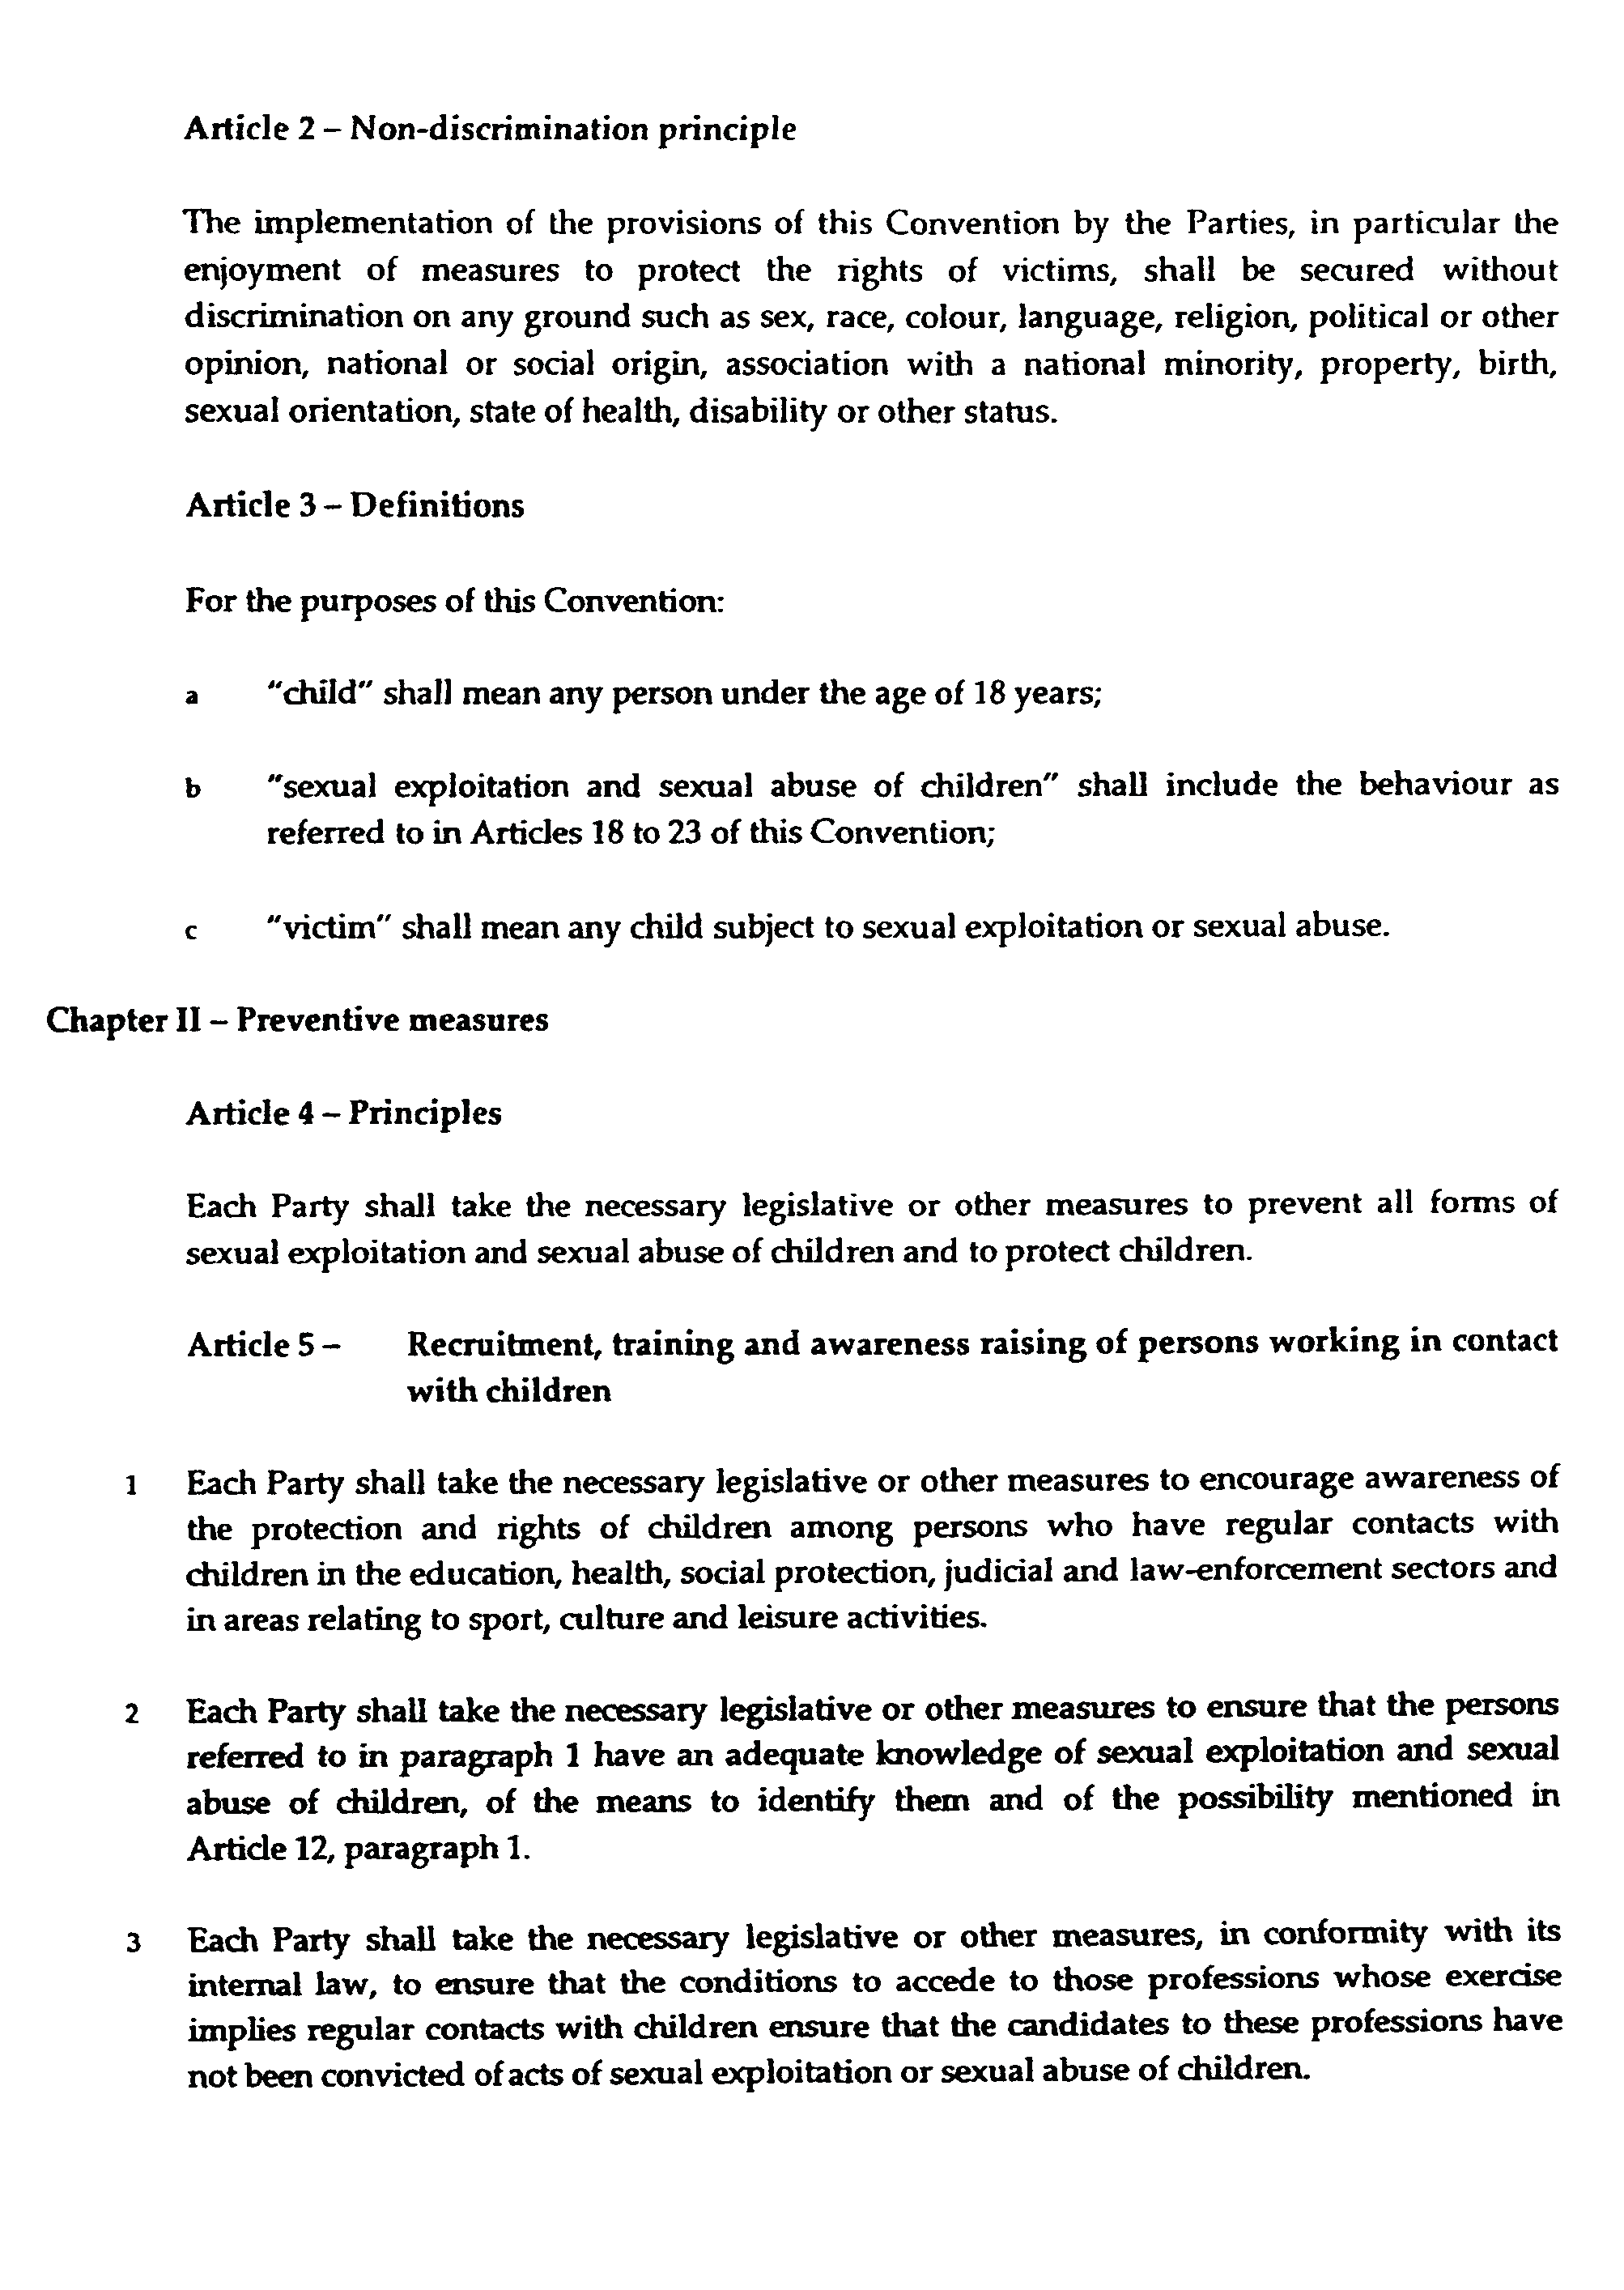 Article 2 – Non-discrimination principle
The implementation of the provisions of this Convention by the Parties, in particular the
enjoyment of measures to protect the rights of victims, shall be secured without
discrimination on any ground such as sex, race, colour, language, religion, political or other
opinion, national or social origin, association with a national minority, property, birth,
sexual orientation, state of health, disability or other status.
Article 3 – Definitions
For the purposes of this Convention:
a "child" shall mean any person under the age of 18 years;
b "sexual exploitation and sexual abuse of children" shall include the behaviour as
referred to in Articles 18 to 23 of this Convention;
c "victim" shall mean any child subject to sexual exploitation or sexual abuse.
Chapter II – Preventive measures
Article 4 – Principles
Each Party shall take the necessary legislative or other measures to prevent all forms of
sexual exploitation and sexual abuse of children and to protect children.
Article 5 – Recruitment, training and awareness raising of persons working in contact
with children
1 Each Party shall take the necessary legislative or other measures to encourage awareness of
the protection and rights of children among persons who have regular contacts with
children in the education, health, social protection, judicial and law-enforcement sectors and
in areas relating to sport, culture and leisure activities.
2 Each Party shall take the necessary legislative or other measures to ensure that the persons
referred to in paragraph 1 have an adequate knowledge of sexual exploitation and sexual
abuse of children, of the means to identify them and of the possibility mentioned in
Article 12, paragraph 1.
3 Each Party shall take the necessary legislative or other measures, in conformity with its
internal law, to ensure that the conditions to accede to those professions whose exercise
implies regular contacts with children ensure that the candidates to these professions have
not been convicted of acts of sexual exploitation or sexual abuse of children.